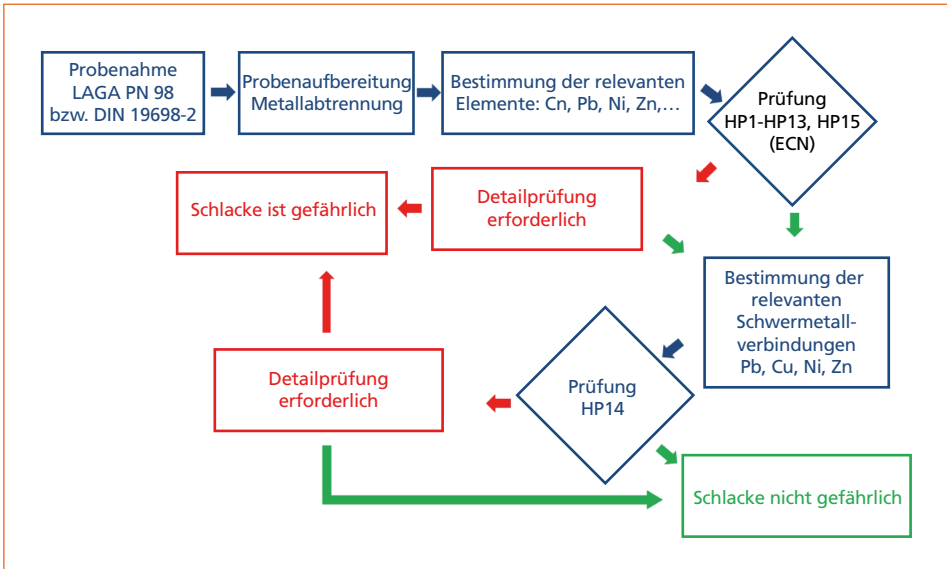 Probenahme
LAGA PN 98
bzw. DIN 19698-2
Probenaufbereitung
Metallabtrennung
Bestimmung der relevanten
Elemente: Cn, Pb, Ni, Zn,…
Prüfung
HP1-HP13, HP15
(ECN)
Schlacke ist gefährlich
Detailprüfung
erforderlich
Bestimmung der
relevanten
Schwermetall-
verbindungen
Pb, Cu, Ni, Zn
Detailprüfung
erforderlich
Prüfung
HP14
Schlacke nicht gefährlich